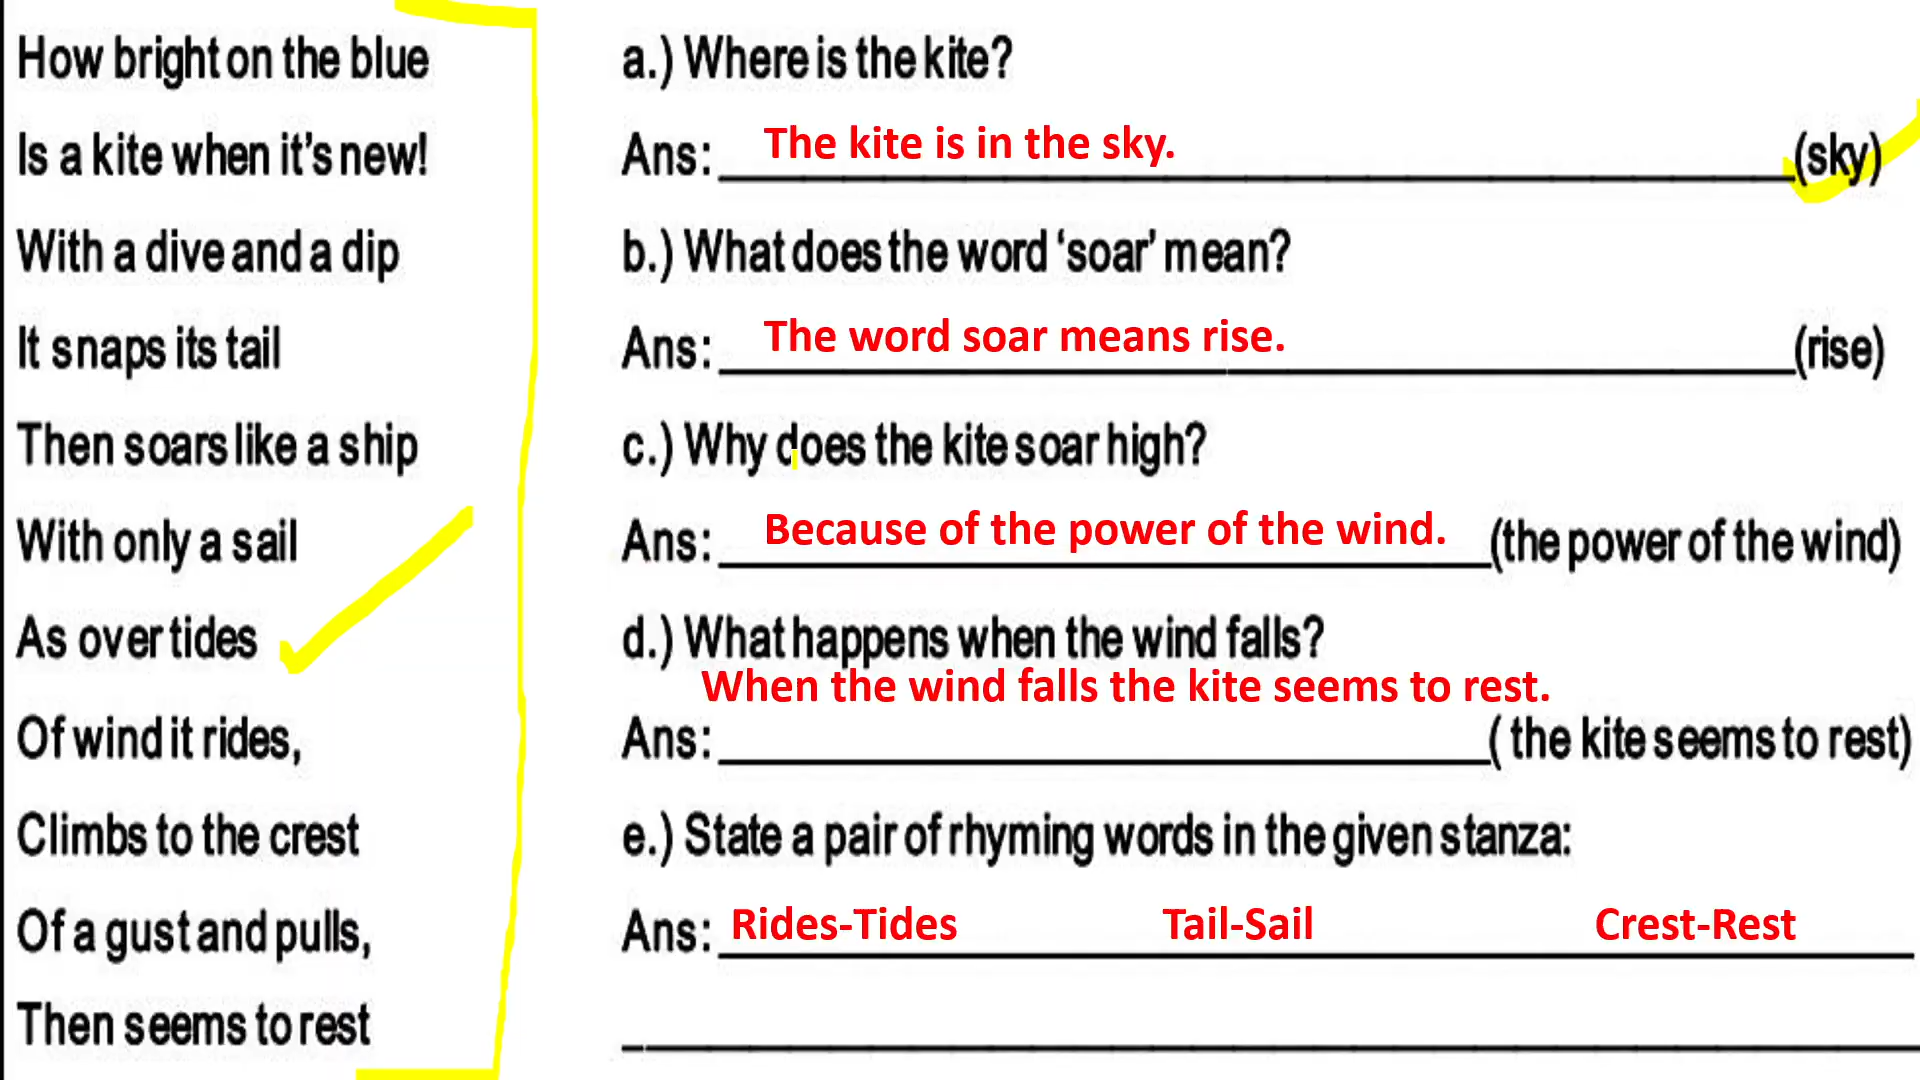 How bright on the blue
Is a kite when it's new!
With a dive and a dip
It snaps its tail
Then soars like a ship
With only a sail
As over tides
Of wind it rides,
Climbs to the crest
Of a gust and pulls,
Then seems to rest
a.) Where is the kite?
Ans: The kite is in the sky. (sky)
b.) What does the word ‘soar’ mean?
Ans: The word soar means rise. (rise)
c.) Why does the kite soar high?
Ans: Because of the power of the wind. (the power of the wind)
d.) What happens when the wind falls?
When the wind falls the kite seems to rest.
Ans: ( the kite seems to rest)
e.) State a pair of rhyming words in the given stanza:
Ans: Rides-Tides Tail-Sail Crest-Rest